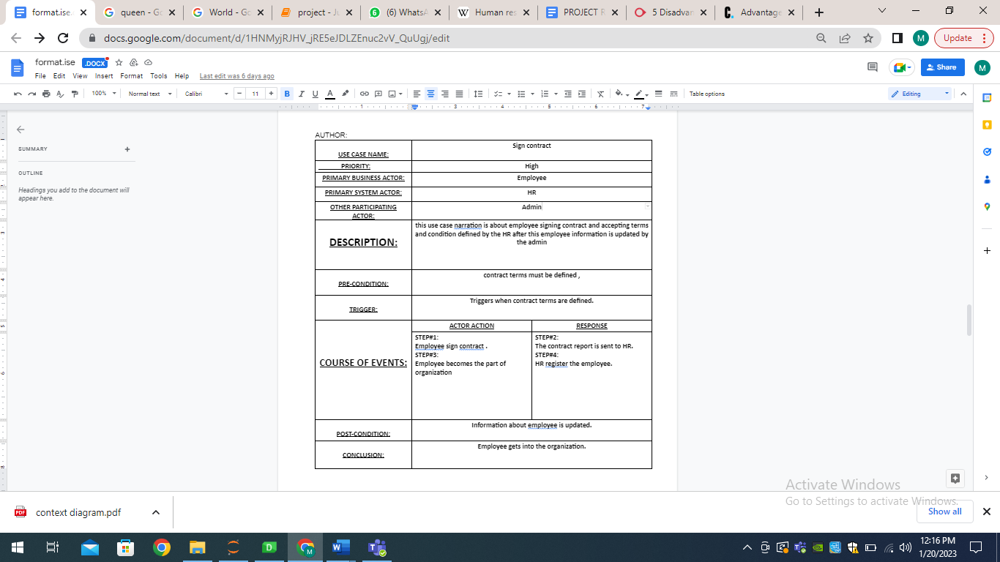 format.ise.
queen - Go
World - Go
project - Ju
(6) WhatsA
Human res
PROJECT R
5 Disadvan
Advantage
docs.google.com/document/d/1HNMyjRJHV_jRE5eJDLZEnuc2vV_QuUgj/edit
M
Update
format.ise
.DOCX
File Edit View Insert Format Tools Help Last edit was 6 days ago
Share
M
100% Normal text Calibri − 11 + B I U A Table options Editing
1 3 4 5 6 7
SUMMARY +
OUTLINE
Headings you add to the document will
appear here.
AUTHOR:
USE CASE NAME: Sign contract
PRIORITY: High
PRIMARY BUSINESS ACTOR: Employee
PRIMARY SYSTEM ACTOR: HR
OTHER PARTICIPATING
ACTOR:
Admin
DESCRIPTION:
this use case narration is about employee signing contract and accepting terms
and condition defined by the HR after this employee information is updated by
the admin
PRE-CONDITION: contract terms must be defined ,
TRIGGER: Triggers when contract terms are defined.
COURSE OF EVENTS:
ACTOR ACTION
STEP#1:
Employee sign contract .
STEP#3:
Employee becomes the part of
organization
RESPONSE
STEP#2:
The contract report is sent to HR.
STEP#4:
HR register the employee.
POST-CONDITION: Information about employee is updated.
CONCLUSION: Employee gets into the organization.
Activate Windows
Go to Settings to activate Windows.
context diagram.pdf
Show all
12:16 PM
1/20/2023